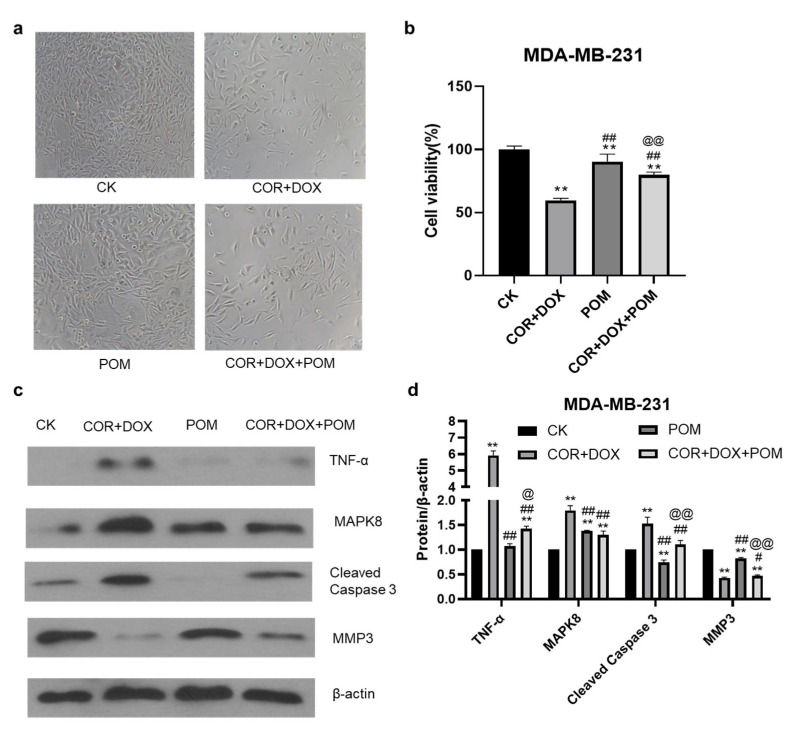 a
CK
COR+DOX
POM
COR+DOX+POM
b
MDA-MB-231
Cell viability(%)
150
100
50
0
**
##
**
@@
##
**
CK
COR+DOX
POM
COR+DOX+POM
c
CK
COR+DOX
POM
COR+DOX+POM
TNF-α
MAPK8
Cleaved
Caspase 3
MMP3
β-actin
d
MDA-MB-231
CK
POM
COR+DOX
COR+DOX+POM
Protein/β-actin
8
7
6
5
4
2.0
1.5
1.0
0.5
0.0
**
##
@
##
**
**
##
**
##
**
**
##
**
@@
##
**
##
**
@@
#
**
TNF-α
MAPK8
Cleaved Caspase 3
MMP3